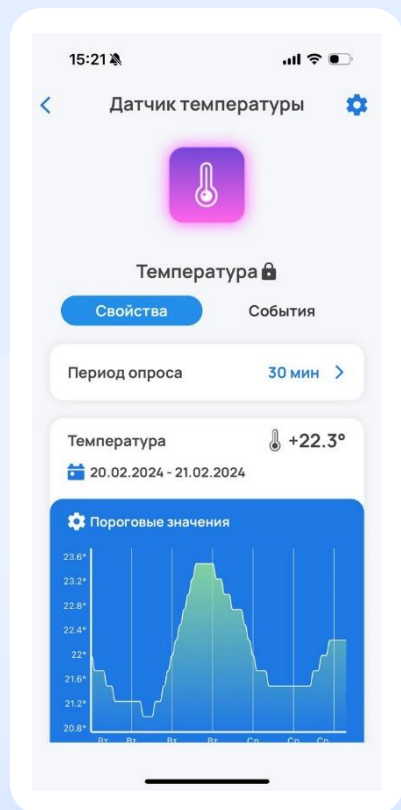 15:21
Датчик температуры
Температура
Свойства События
Период опроса 30 мин
Температура +22.3°
20.02.2024 - 21.02.2024
Пороговые значения
23.6°
23.2°
22.8°
22.4°
22°
21.6°
21.2°
20.8°
Вт Вт Вт Вт Ср Ср Ср